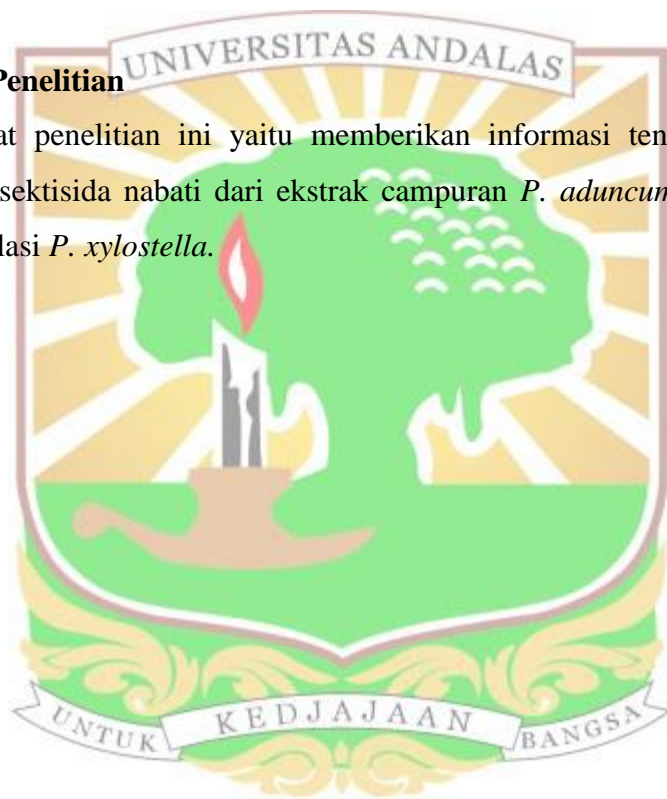 UNIVERSITAS ANDALAS
Penelitian
at penelitian ini yaitu memberikan informasi ten
sektisida nabati dari ekstrak campuran P. aduncum
lasi P. xylostella.
UNTUK KEDJAJAAN BANGSA